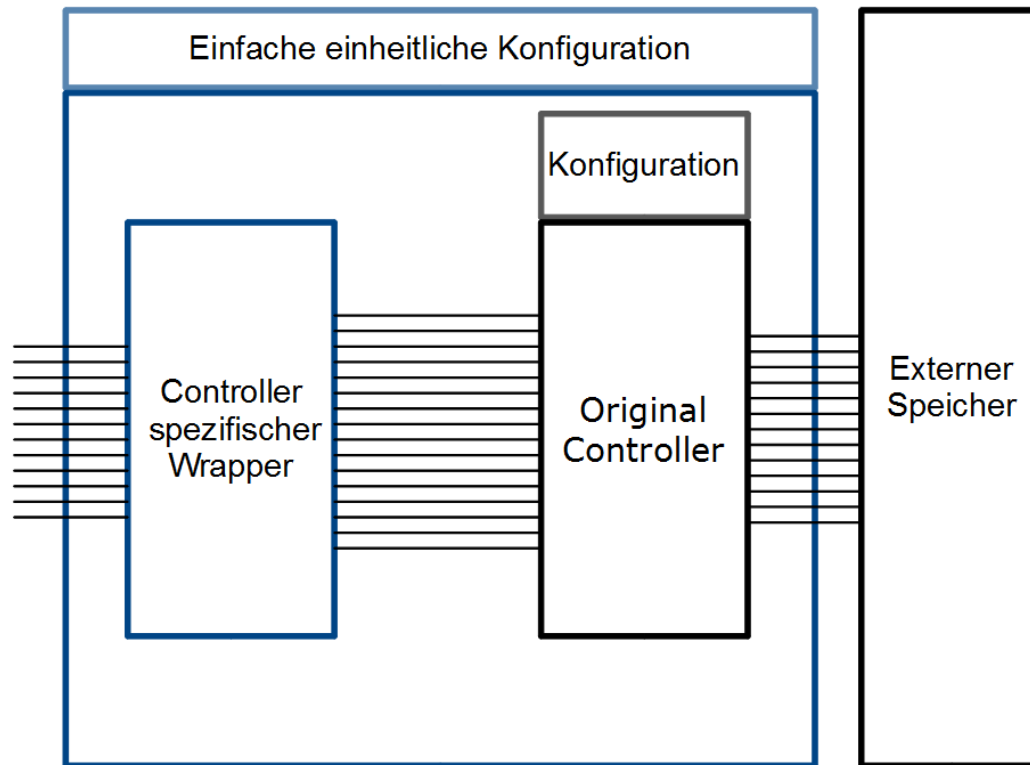 Einfache einheitliche Konfiguration
Konfiguration
Controller
spezifischer
Wrapper
Original
Controller
Externer
Speicher